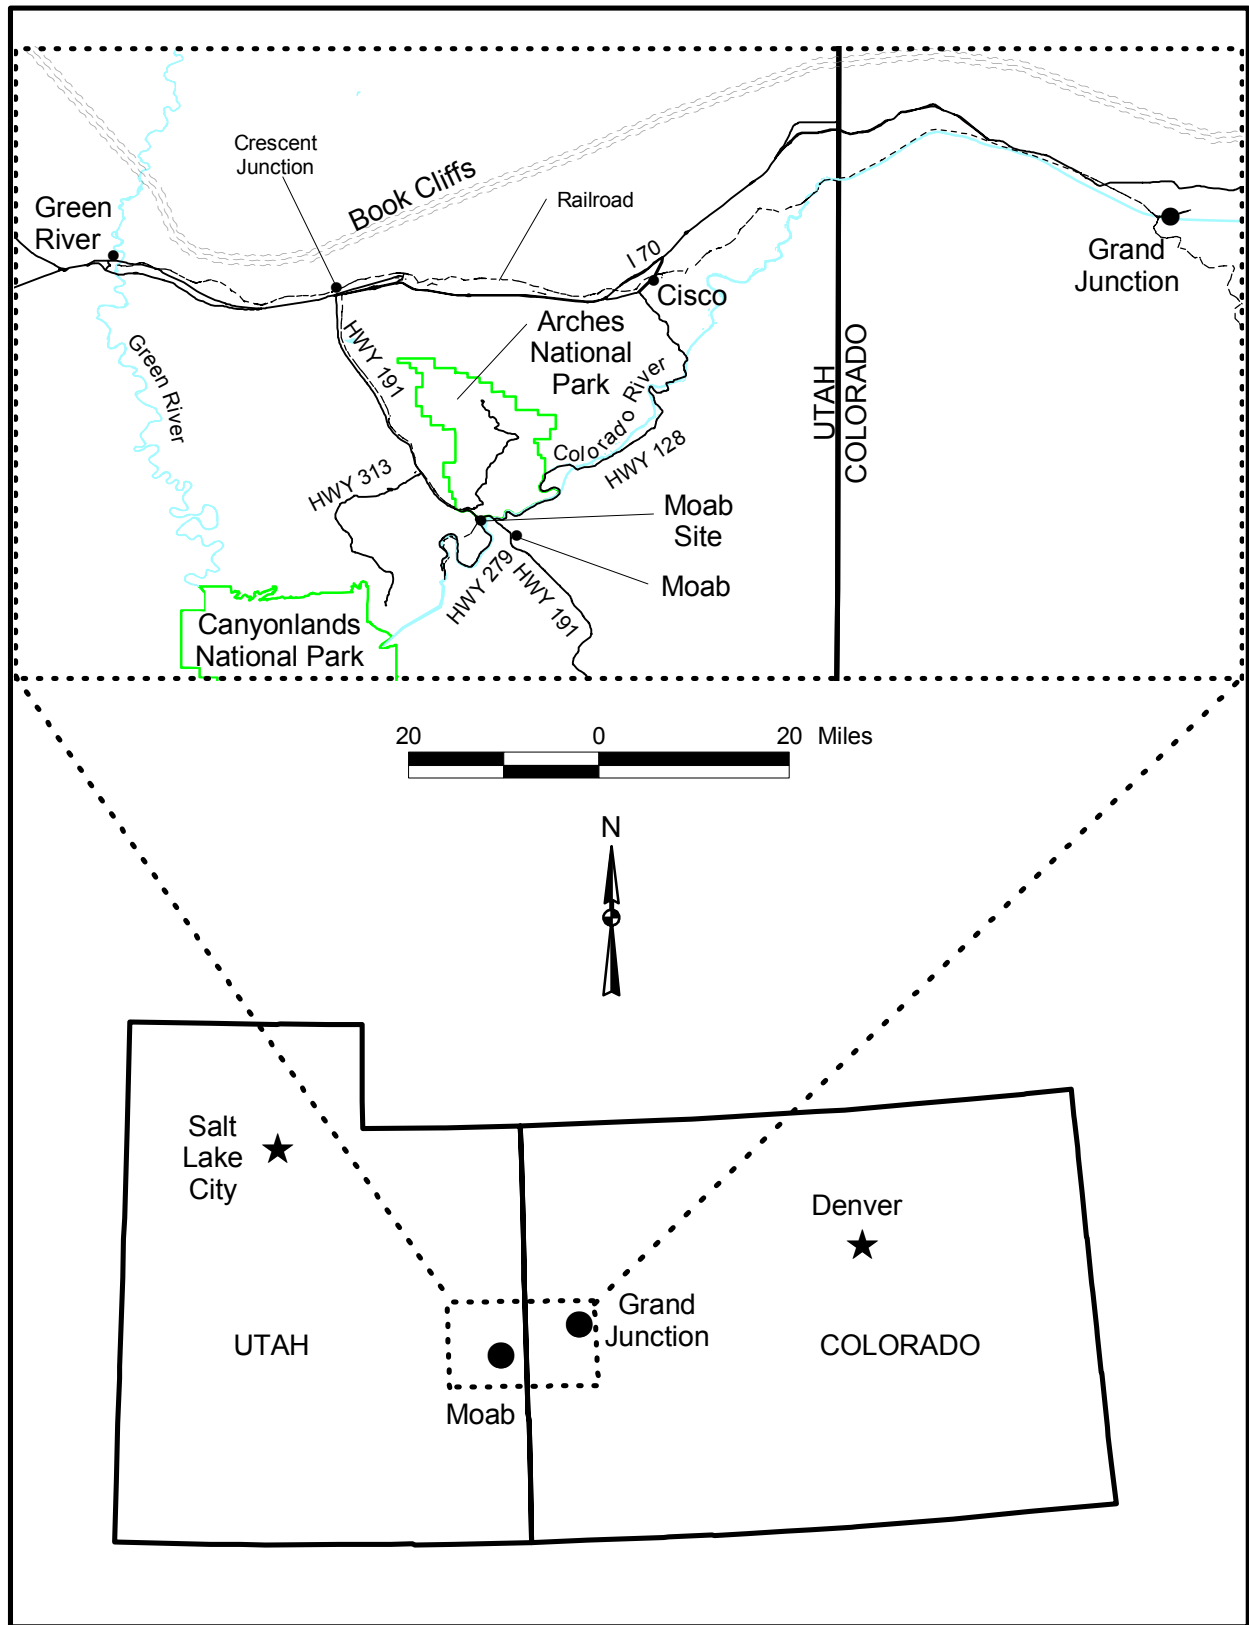 Crescent
Junction
Book Cliffs
Railroad
Green
River
I 70
Grand
Junction
Cisco
Arches
National
Park
HWY 191
Green River
UTAH
COLORADO
Colorado River
HWY 128
HWY 313
Moab
Site
Moab
HWY 279
HWY 191
Canyonlands
National Park
20 0 20 Miles
N
Salt
Lake
City
Denver
Grand
Junction
UTAH
COLORADO
Moab